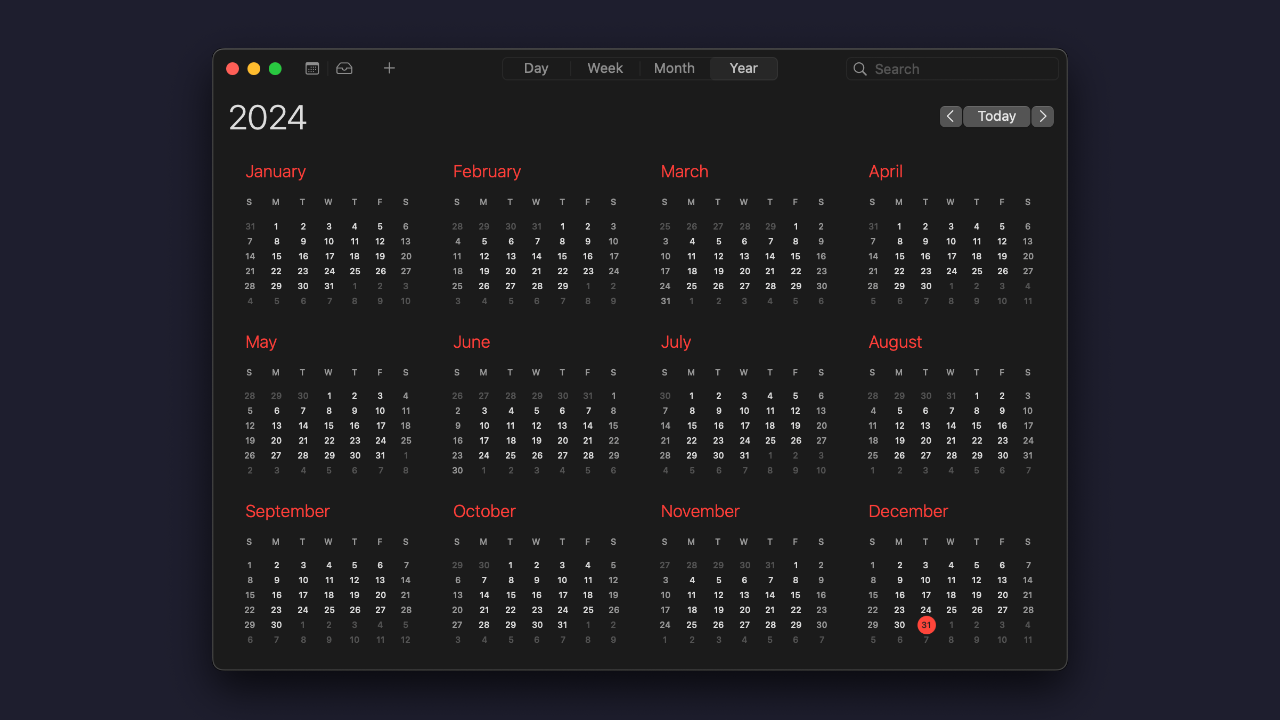 Day Week Month Year Search
2024 Today
January February March April
S M T W T F S S M T W T F S S M T W T F S S M T W T F S
31 1 2 3 4 5 6 28 29 30 31 1 2 3 25 26 27 28 29 1 2 31 1 2 3 4 5 6
7 8 9 10 11 12 13 4 5 6 7 8 9 10 3 4 5 6 7 8 9 7 8 9 10 11 12 13
14 15 16 17 18 19 20 11 12 13 14 15 16 17 10 11 12 13 14 15 16 14 15 16 17 18 19 20
21 22 23 24 25 26 27 18 19 20 21 22 23 24 17 18 19 20 21 22 23 21 22 23 24 25 26 27
28 29 30 31 1 2 3 25 26 27 28 29 1 2 24 25 26 27 28 29 30 28 29 30 1 2 3 4
4 5 6 7 8 9 10 3 4 5 6 7 8 9 31 1 2 3 4 5 6 5 6 7 8 9 10 11
May June July August
S M T W T F S S M T W T F S S M T W T F S S M T W T F S
28 29 30 1 2 3 4 26 27 28 29 30 31 1 30 1 2 3 4 5 6 28 29 30 31 1 2 3
5 6 7 8 9 10 11 2 3 4 5 6 7 8 7 8 9 10 11 12 13 4 5 6 7 8 9 10
12 13 14 15 16 17 18 9 10 11 12 13 14 15 14 15 16 17 18 19 20 11 12 13 14 15 16 17
19 20 21 22 23 24 25 16 17 18 19 20 21 22 21 22 23 24 25 26 27 18 19 20 21 22 23 24
26 27 28 29 30 31 1 23 24 25 26 27 28 29 28 29 30 31 1 2 3 25 26 27 28 29 30 31
2 3 4 5 6 7 8 30 1 2 3 4 5 6 4 5 6 7 8 9 10 1 2 3 4 5 6 7
September October November December
S M T W T F S S M T W T F S S M T W T F S S M T W T F S
1 2 3 4 5 6 7 29 30 1 2 3 4 5 27 28 29 30 31 1 2 1 2 3 4 5 6 7
8 9 10 11 12 13 14 6 7 8 9 10 11 12 3 4 5 6 7 8 9 8 9 10 11 12 13 14
15 16 17 18 19 20 21 13 14 15 16 17 18 19 10 11 12 13 14 15 16 15 16 17 18 19 20 21
22 23 24 25 26 27 28 20 21 22 23 24 25 26 17 18 19 20 21 22 23 22 23 24 25 26 27 28
29 30 1 2 3 4 5 27 28 29 30 31 1 2 24 25 26 27 28 29 30 29 30 31 1 2 3 4
6 7 8 9 10 11 12 3 4 5 6 7 8 9 1 2 3 4 5 6 7 5 6 7 8 9 10 11